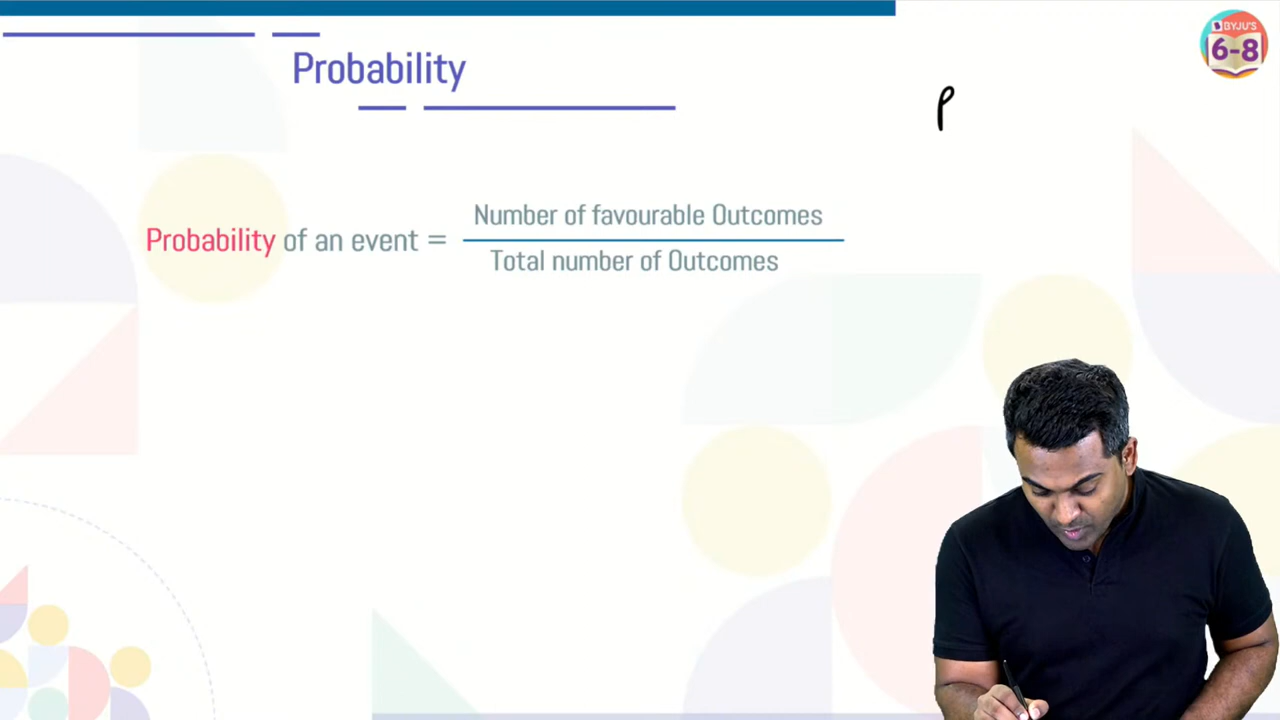 BYJU'S
6-8
Probability
P
Probability of an event = Number of favourable Outcomes
Total number of Outcomes